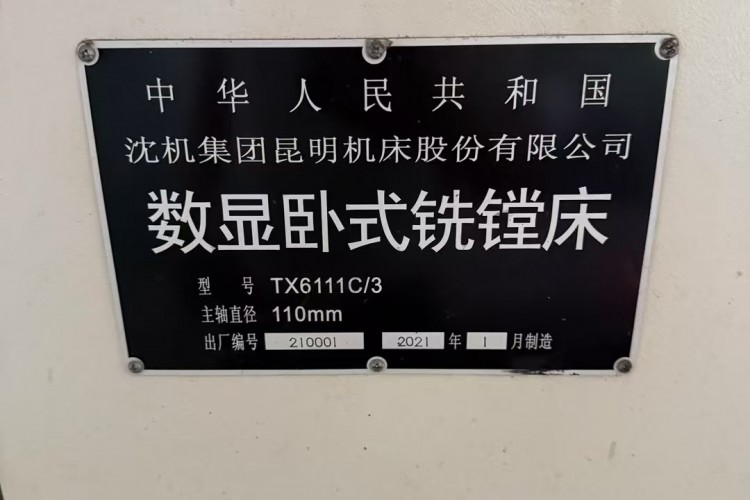 中华人民共和国
沈机集团昆明机床股份有限公司
数显卧式铣镗床
型 号 TX6111C/3
主轴直径 110mm
出厂编号 210001 2021 年 1 月制造